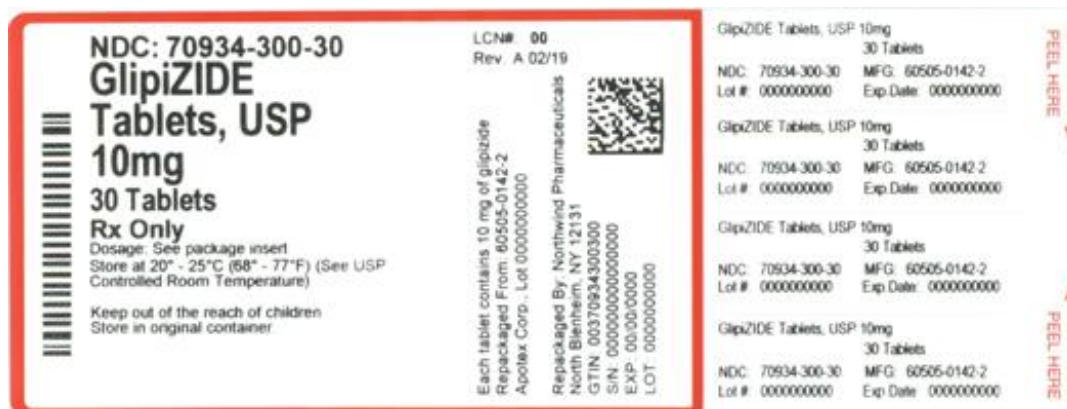 NDC: 70934-300-30
GlipiZIDE
Tablets, USP
10mg
30 Tablets
Rx Only
Dosage: See package insert
Store at 20° - 25°C (68° - 77°F) (See USP
Controlled Room Temperature)
Keep out of the reach of children
Store in original container
LCN#: 00
Rev. A 02/19
Each tablet contains 10 mg of glipizide
Repackaged From: 60505-0142-2
Apotex Corp., Lot 0000000000
Repackaged By: Northwind Pharmaceuticals
North Blenheim, NY 12131
GTIN 00370934300300
S/N: 00000000000000
EXP: 00/00/0000
LOT: 0000000000
GlipiZIDE Tablets, USP 10mg
30 Tablets
NDC: 70934-300-30 MFG: 60505-0142-2
Lot #: 0000000000 Exp.Date: 0000000000
GlipiZIDE Tablets, USP 10mg
30 Tablets
NDC: 70934-300-30 MFG: 60505-0142-2
Lot #: 0000000000 Exp.Date: 0000000000
GlipiZIDE Tablets, USP 10mg
30 Tablets
NDC: 70934-300-30 MFG: 60505-0142-2
Lot #: 0000000000 Exp.Date: 0000000000
GlipiZIDE Tablets, USP 10mg
30 Tablets
NDC: 70934-300-30 MFG: 60505-0142-2
Lot #: 0000000000 Exp.Date: 0000000000
PEEL HERE
PEEL HERE